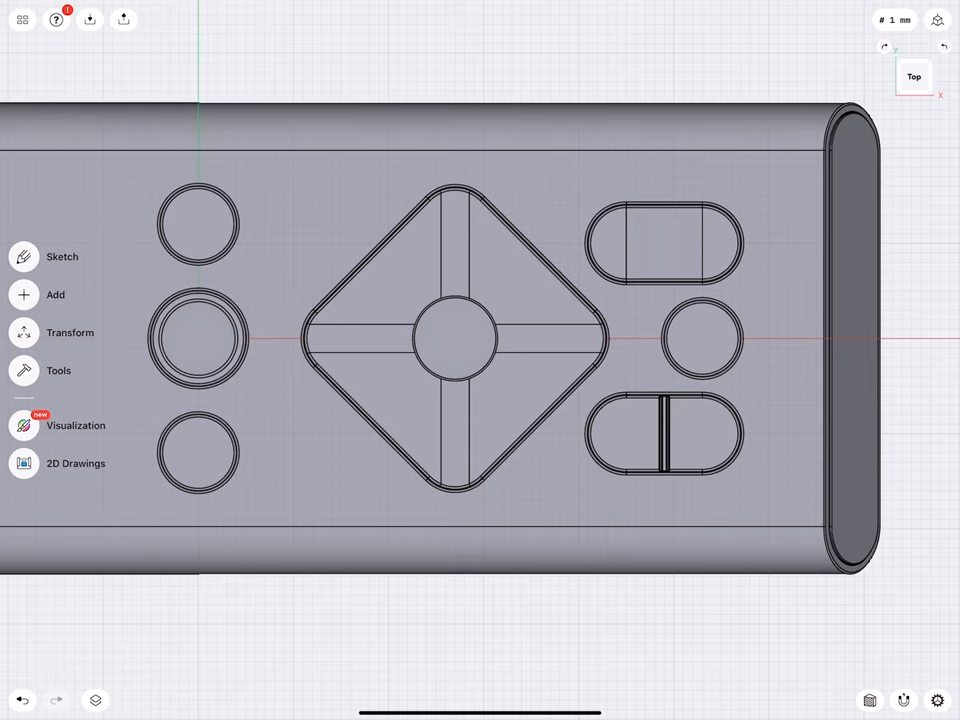 !
# 1 mm
y
Top
x
Sketch
Add
Transform
Tools
new
Visualization
2D Drawings